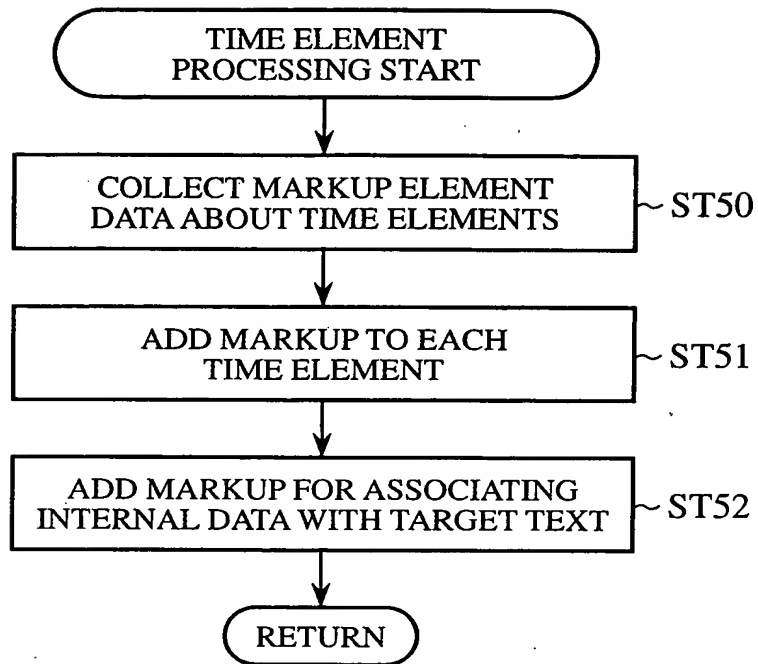 TIME ELEMENT
PROCESSING START
COLLECT MARKUP ELEMENT
DATA ABOUT TIME ELEMENTS
~ ST50
ADD MARKUP TO EACH
TIME ELEMENT
~ ST51
ADD MARKUP FOR ASSOCIATING
INTERNAL DATA WITH TARGET TEXT
~ ST52
RETURN